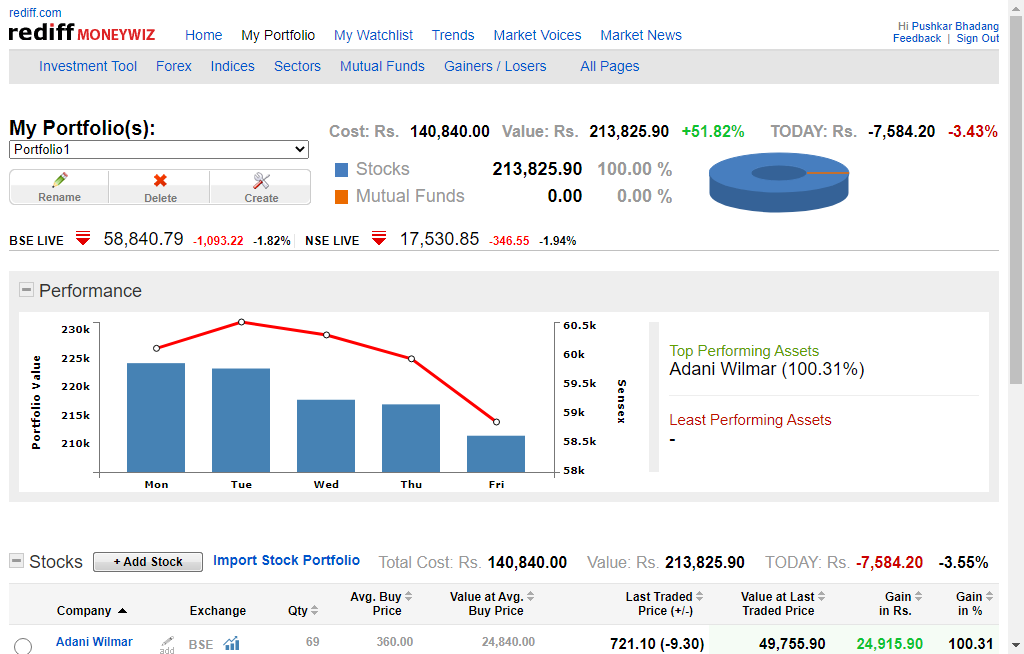 rediff.com
rediff MONEYWIZ Home My Portfolio My Watchlist Trends Market Voices Market News
Hi Pushkar Bhadang
Feedback | Sign Out
Investment Tool Forex Indices Sectors Mutual Funds Gainers / Losers All Pages
My Portfolio(s):
Portfolio1
Rename Delete Create
Cost: Rs. 140,840.00 Value: Rs. 213,825.90 +51.82% TODAY: Rs. -7,584.20 -3.43%
Stocks 213,825.90 100.00 %
Mutual Funds 0.00 0.00 %
BSE LIVE 58,840.79 -1,093.22 -1.82% NSE LIVE 17,530.85 -346.55 -1.94%
Performance
Portfolio Value
230k
225k
220k
215k
210k
Mon Tue Wed Thu Fri
60.5k
60k
59.5k
59k
58.5k
58k
Sensex
Top Performing Assets
Adani Wilmar (100.31%)
Least Performing Assets
-
Stocks + Add Stock Import Stock Portfolio Total Cost: Rs. 140,840.00 Value: Rs. 213,825.90 TODAY: Rs. -7,584.20 -3.55%
Company Exchange Qty Avg. Buy Price Value at Avg. Buy Price Last Traded Price (+/-) Value at Last Traded Price Gain in Rs. Gain in %
Adani Wilmar add BSE 69 360.00 24,840.00 721.10 (-9.30) 49,755.90 24,915.90 100.31